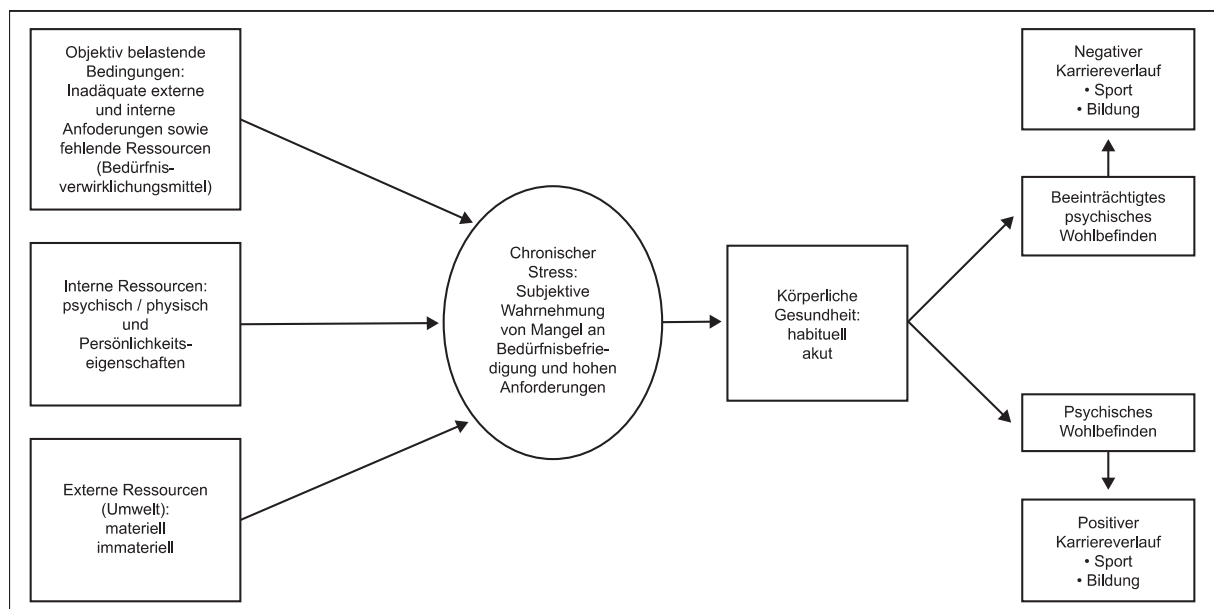 Objektiv belastende
Bedingungen:
Inadäquate externe
und interne
Anfoderungen sowie
fehlende Ressourcen
(Bedürfnis-
verwirklichungsmittel)
Interne Ressourcen:
psychisch / physisch
und
Persönlichkeits-
eigenschaften
Externe Ressourcen
(Umwelt):
materiell
immateriell
Chronischer
Stress:
Subjektive
Wahrnehmung
von Mangel an
Bedürfnisbefrie-
digung und hohen
Anforderungen
Körperliche
Gesundheit:
habituell
akut
Negativer
Karriereverlauf
• Sport
• Bildung
Beeinträchtigtes
psychisches
Wohlbefinden
Psychisches
Wohlbefinden
Positiver
Karriereverlauf
• Sport
• Bildung